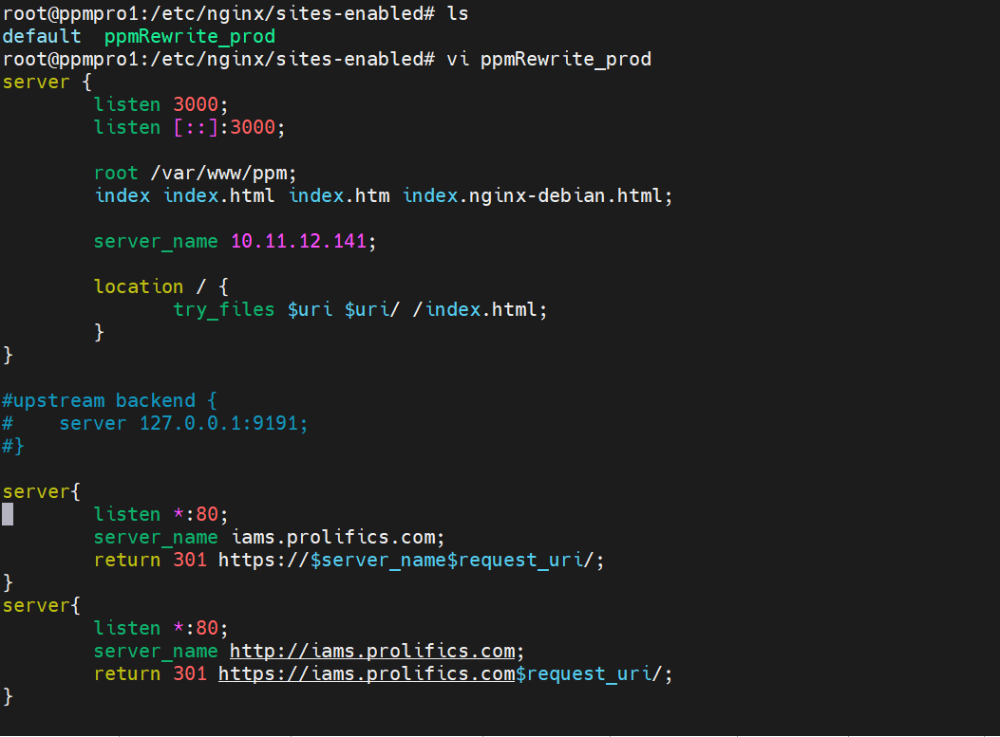 root@ppmpro1:/etc/nginx/sites-enabled# ls
default  ppmRewrite_prod
root@ppmpro1:/etc/nginx/sites-enabled# vi ppmRewrite_prod
server {
        listen 3000;
        listen [::]:3000;

        root /var/www/ppm;
        index index.html index.htm index.nginx-debian.html;

        server_name 10.11.12.141;

        location / {
               try_files $uri $uri/ /index.html;
        }
}

#upstream backend {
#    server 127.0.0.1:9191;
#}

server{
        listen *:80;
        server_name iams.prolifics.com;
        return 301 https://$server_name$request_uri/;
}
server{
        listen *:80;
        server_name http://iams.prolifics.com;
        return 301 https://iams.prolifics.com$request_uri/;
}